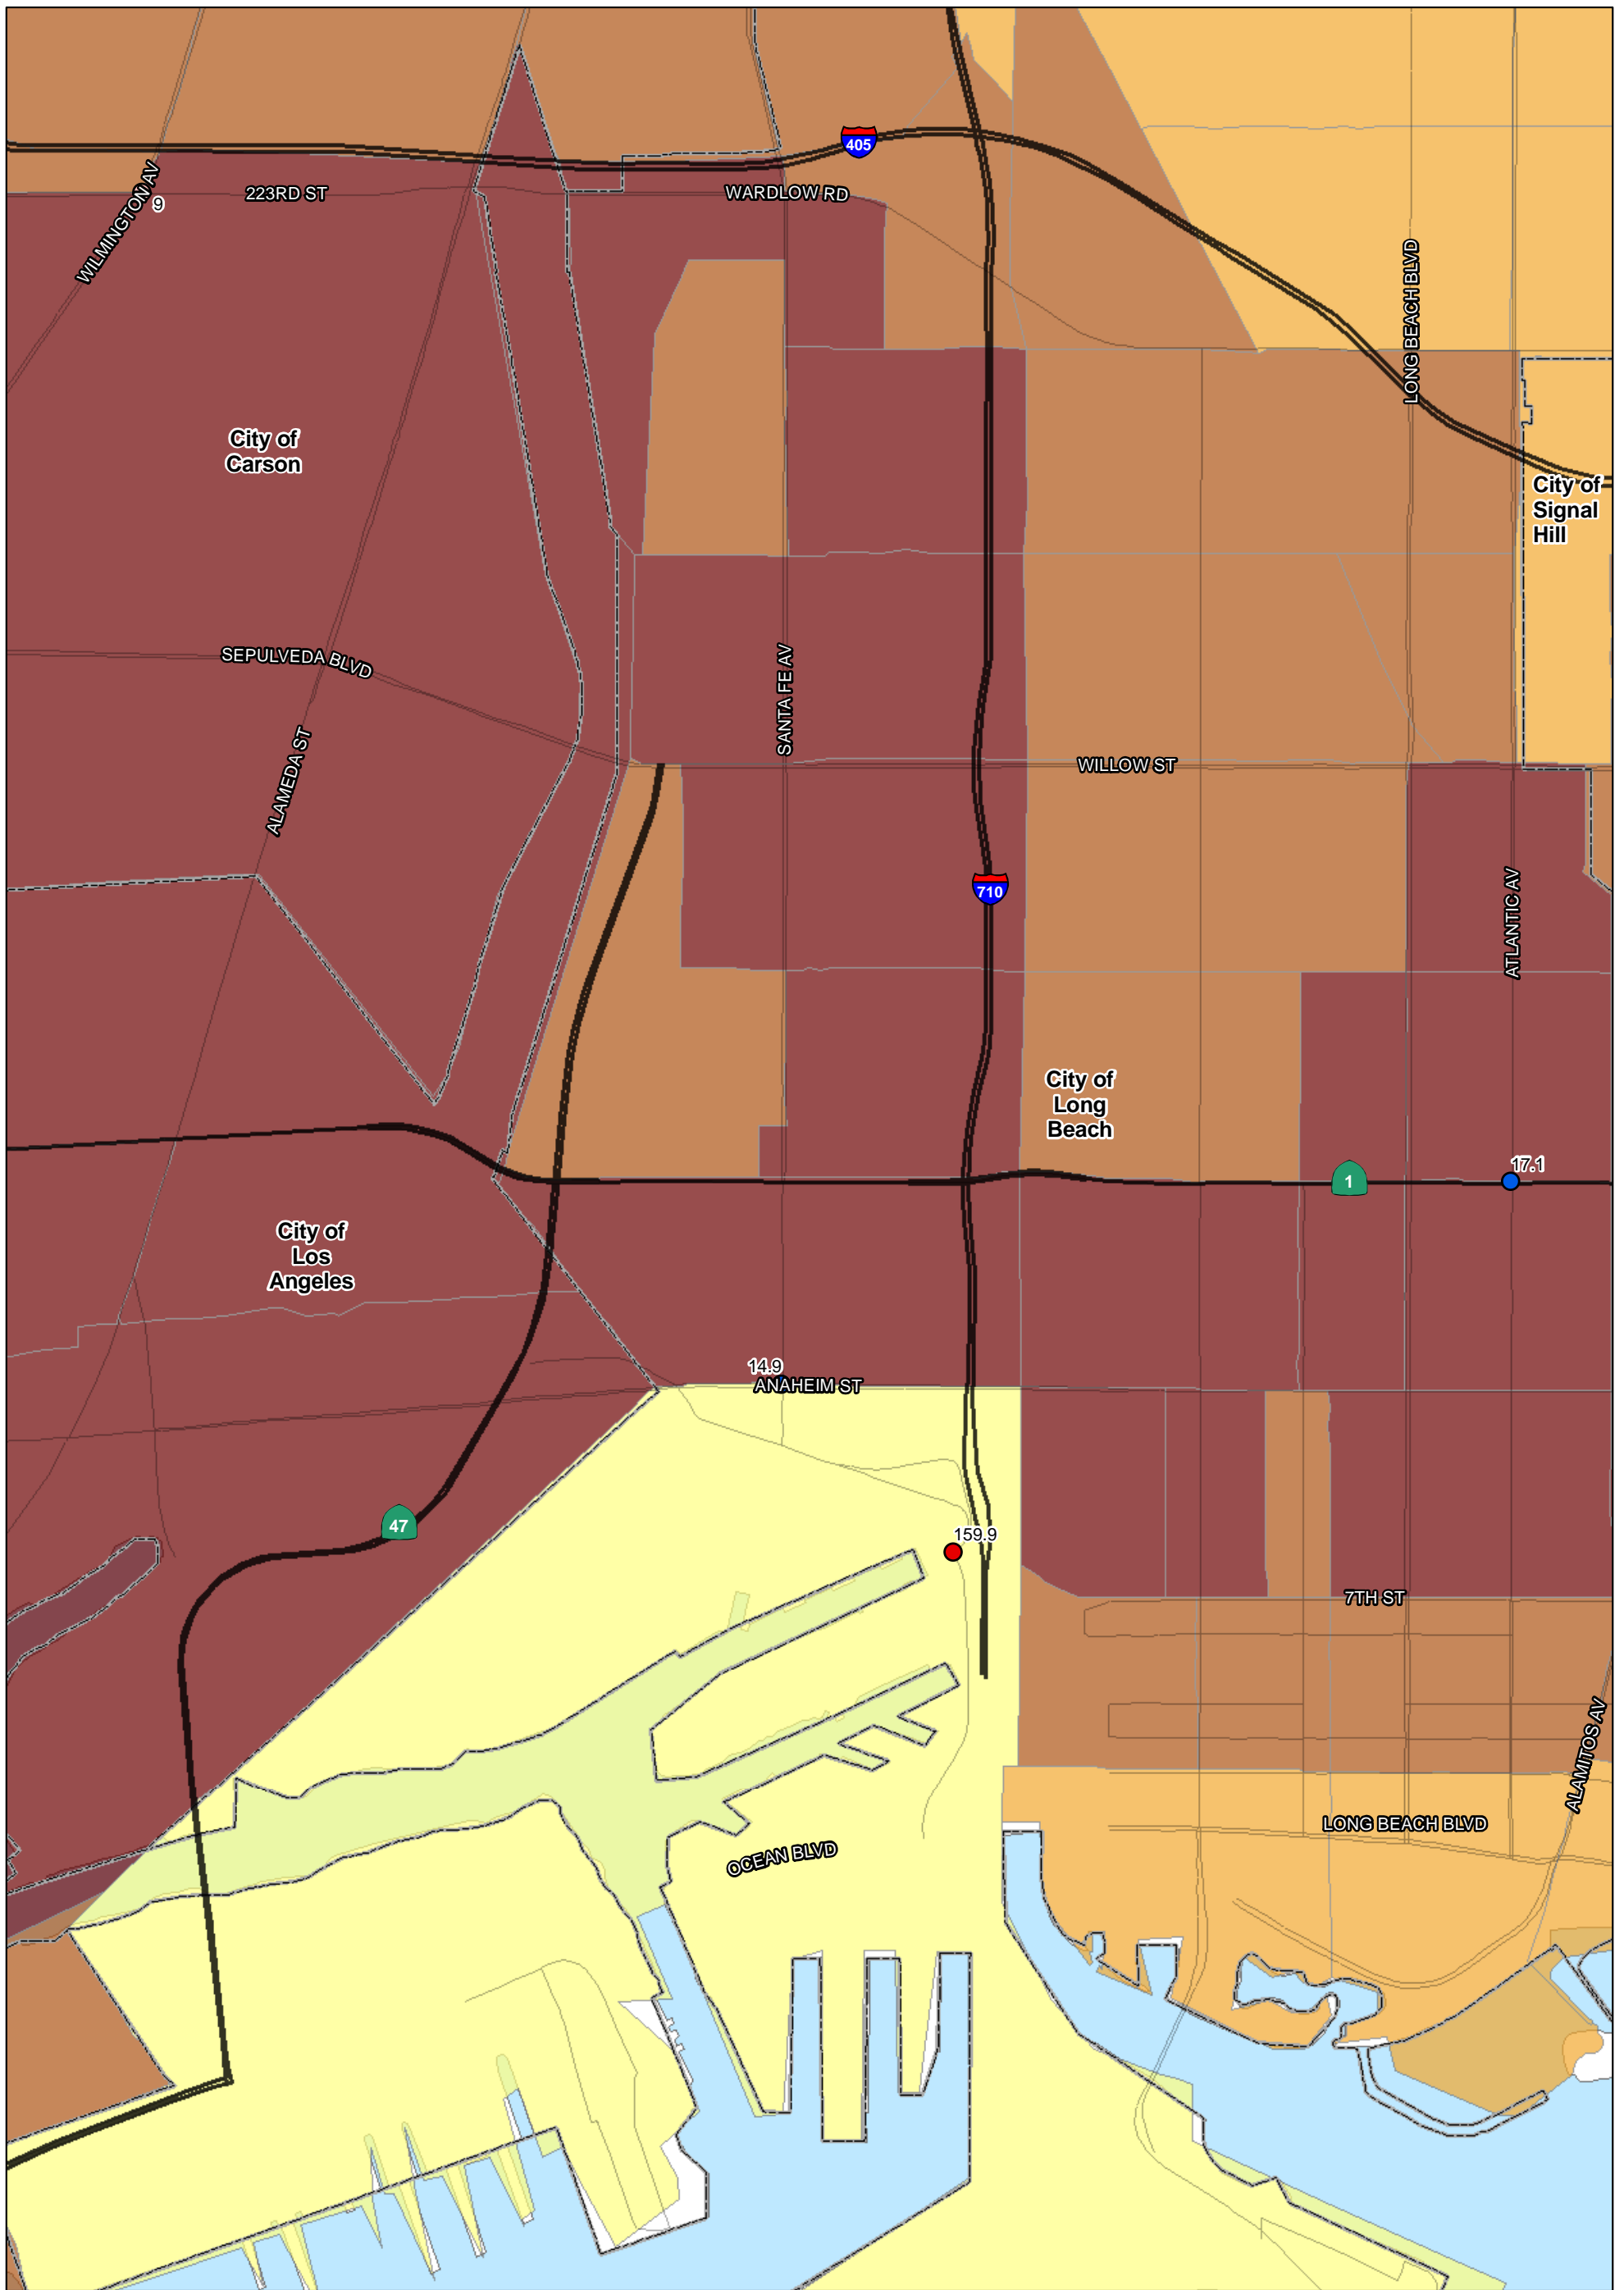 405
223RD ST
WARDLOW RD
WILMINGTON AV
9
LONG BEACH BLVD
City of
Carson
City of
Signal
Hill
SEPULVEDA BLVD
SANTA FE AV
WILLOW ST
ALAMEDA ST
710
ATLANTIC AV
City of
Long
Beach
17.1
1
City of
Los
Angeles
14.9
ANAHEIM ST
47
159.9
7TH ST
ALAMITOS AV
LONG BEACH BLVD
OCEAN BLVD